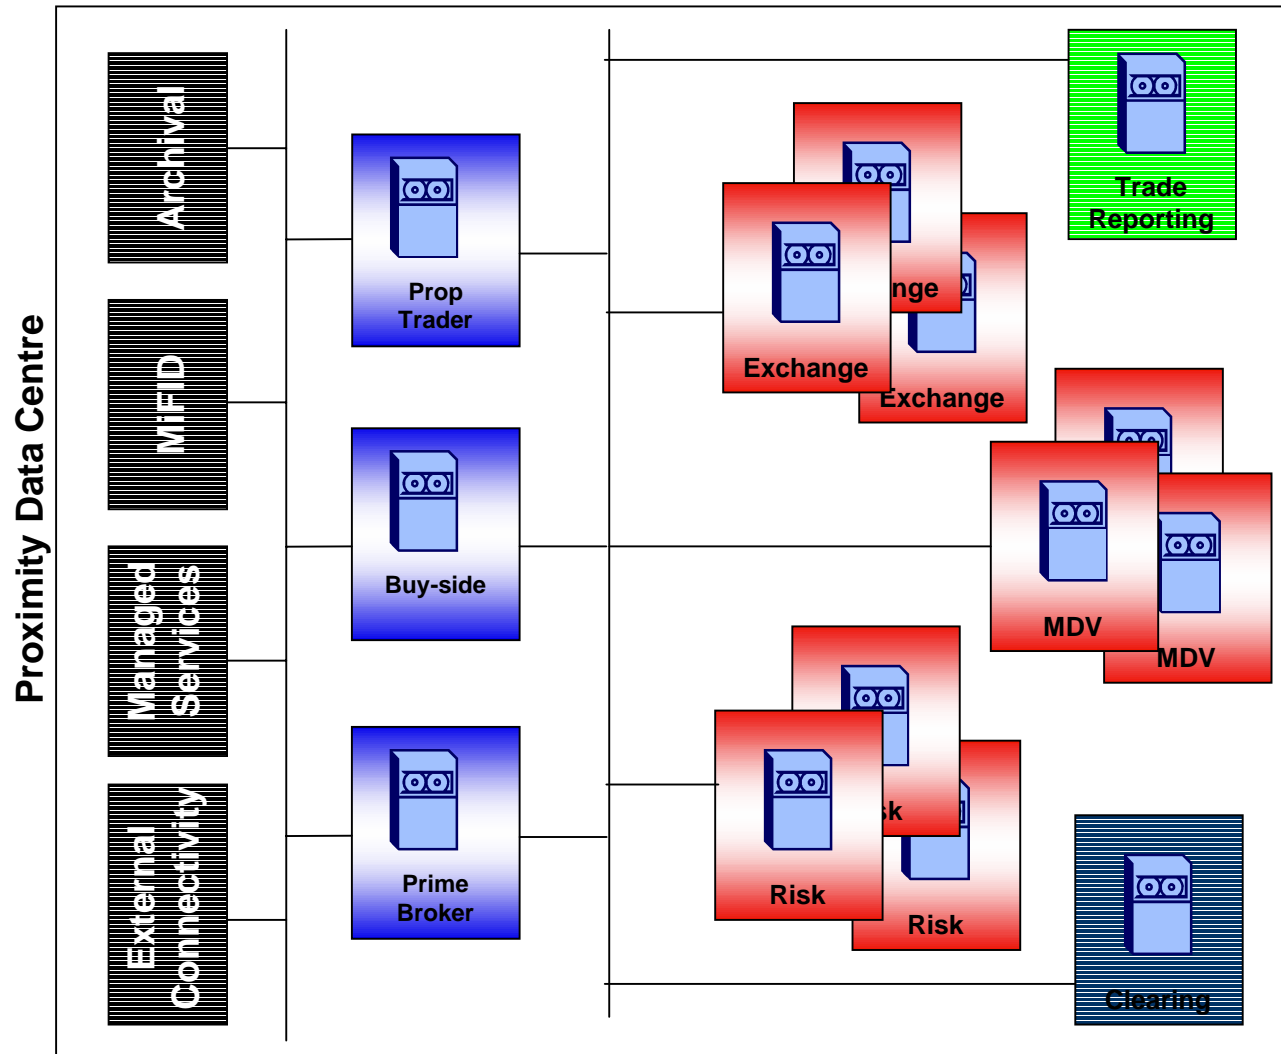 Proximity Data Centre
Archival
MiFID
Managed
Services
External
Connectivity
Prop
Trader
Buy-side
Prime
Broker
Trade
Reporting
nge
Exchange
Exchange
MDV
MDV
sk
Risk
Risk
Clearing